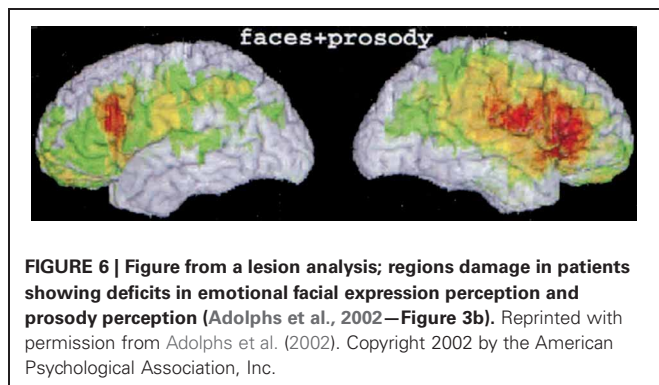 faces+prosody
FIGURE 6 | Figure from a lesion analysis; regions damage in patients
showing deficits in emotional facial expression perception and
prosody perception (Adolphs et al., 2002—Figure 3b). Reprinted with
permission from Adolphs et al. (2002). Copyright 2002 by the American
Psychological Association, Inc.